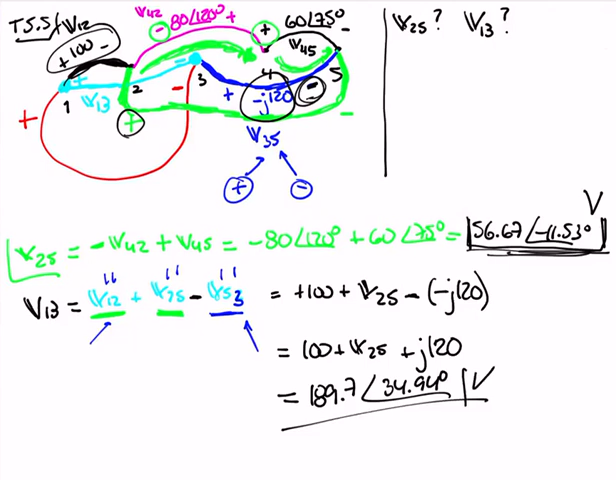 T5.5/ 𝕍12
+100-
𝕍42
- 80∠120° +
+ 60∠75° -
𝕍45
+ -
1 2 3 4 5
𝕍13
+ - + -j120 - -
+
𝕍35
+ -
𝕍25? 𝕍13?
𝕍25 = -𝕍42 + 𝕍45 = -80∠120° + 60∠75° = 56.67∠-11.53° V
𝕍13 = 𝕍12 + 𝕍25 - 𝕍53 = +100 + 𝕍25 - (-j120)
= 100 + 𝕍25 + j120
= 189.7∠34.94° V